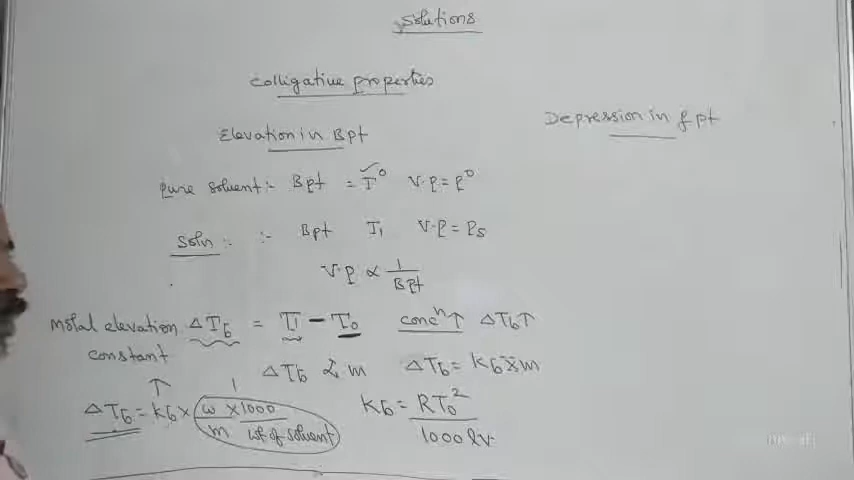 Solutions
Colligative properties
Elevation in Bpt
Depression in f pt
Pure solvent:- Bpt = T⁰ V.P = P⁰
Soln :- :- Bpt T₁ V.P = Ps
V.P ∝ 1/Bpt
molal elevation constant ΔTb = T₁ - T₀ concⁿ↑ ΔTb↑
ΔTb ∝ m ΔTb = Kb × m
ΔTb = Kb × w/m × 1000/wt of solvent
Kb = RT₀²/1000 lv